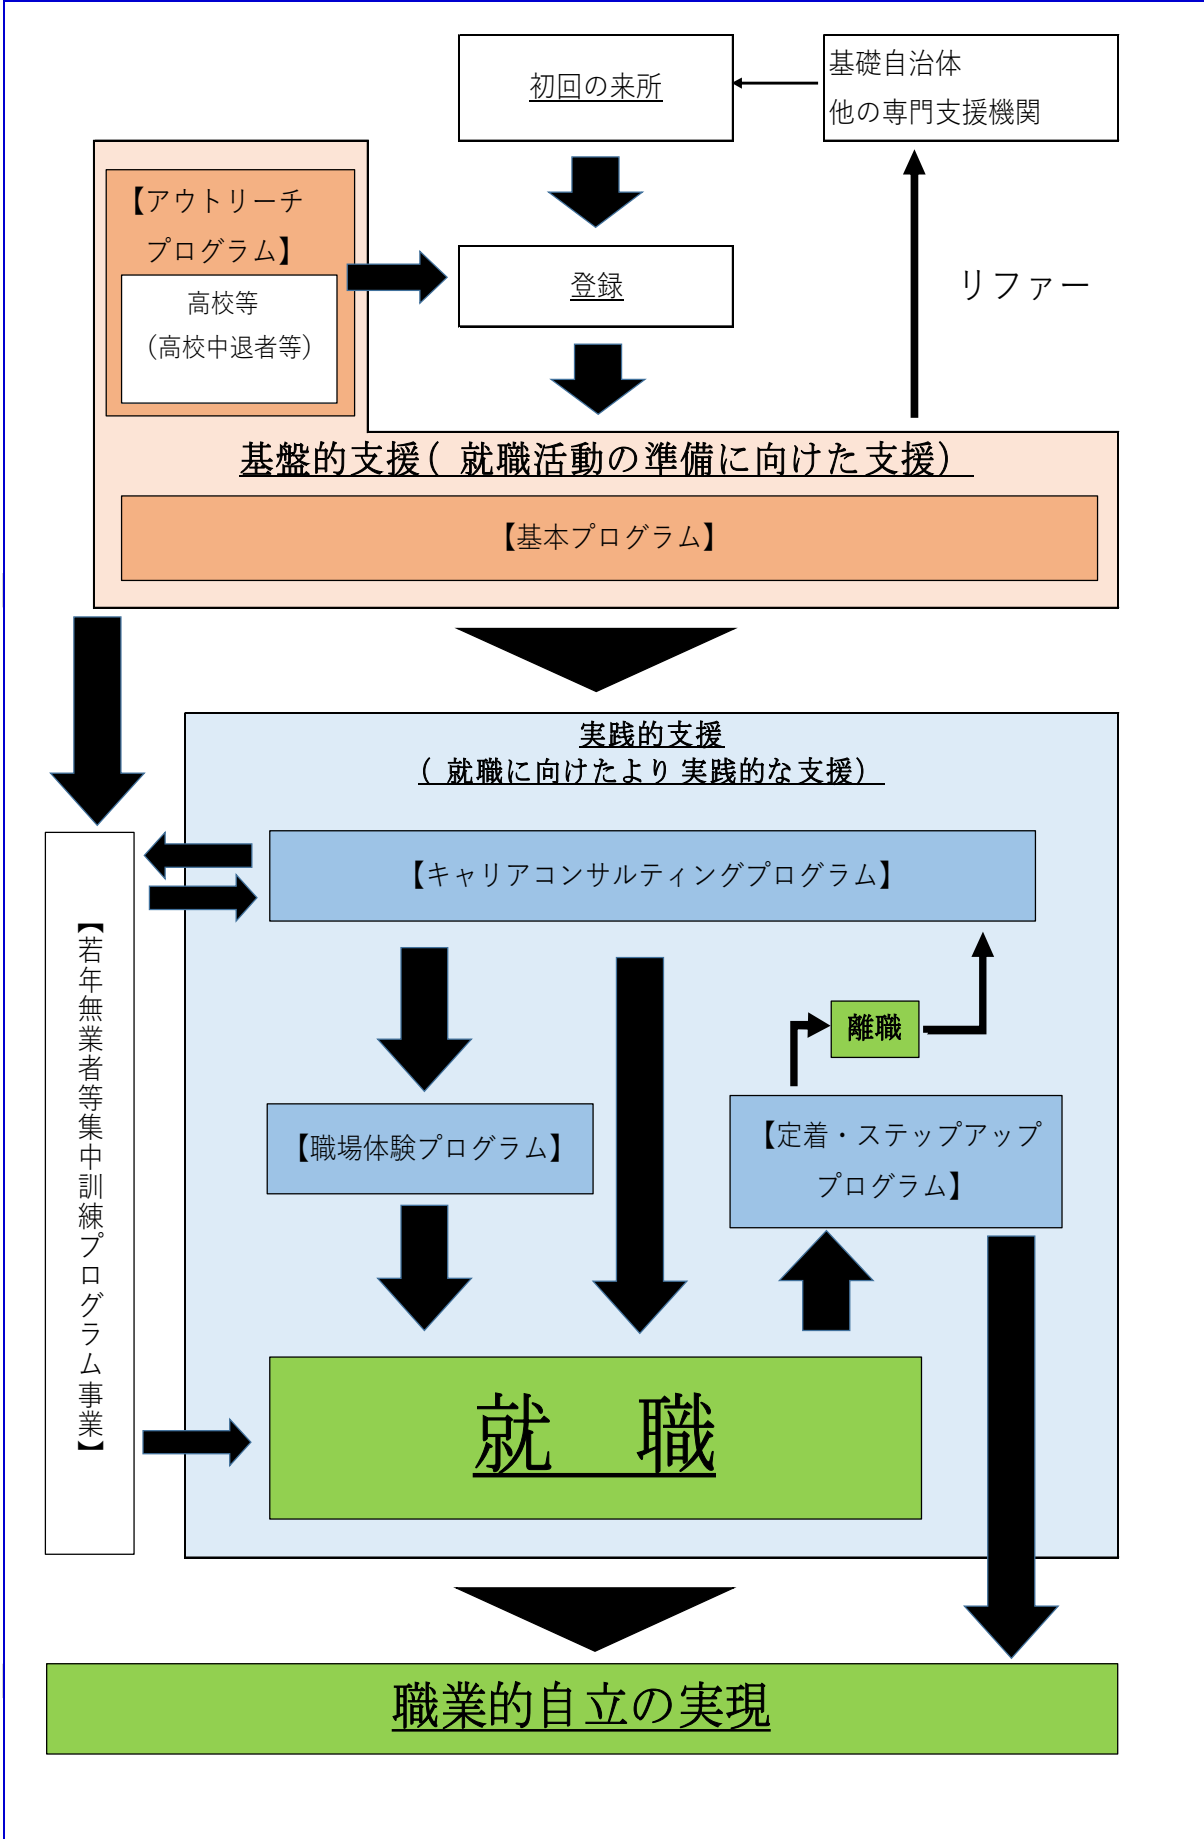 初回の来所
基礎自治体
他の専門支援機関
【アウトリーチ
プログラム】
高校等
（高校中退者等）
登録
リファー
基盤的支援（就職活動の準備に向けた支援）
【基本プログラム】
実践的支援
（就職に向けたより実践的な支援）
【キャリアコンサルティングプログラム】
【若年無業者等集中訓練プログラム事業】
離職
【職場体験プログラム】
【定着・ステップアップ
プログラム】
就　職
職業的自立の実現